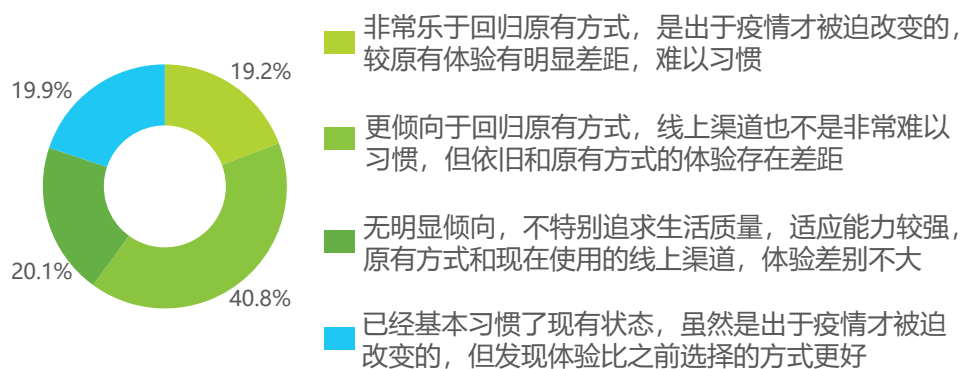 19.2%
19.9%
20.1%
40.8%
非常乐于回归原有方式，是出于疫情才被迫改变的，
较原有体验有明显差距，难以习惯
更倾向于回归原有方式，线上渠道也不是非常难以
习惯，但依旧和原有方式的体验存在差距
无明显倾向，不特别追求生活质量，适应能力较强，
原有方式和现在使用的线上渠道，体验差别不大
已经基本习惯了现有状态，虽然是出于疫情才被迫
改变的，但发现体验比之前选择的方式更好